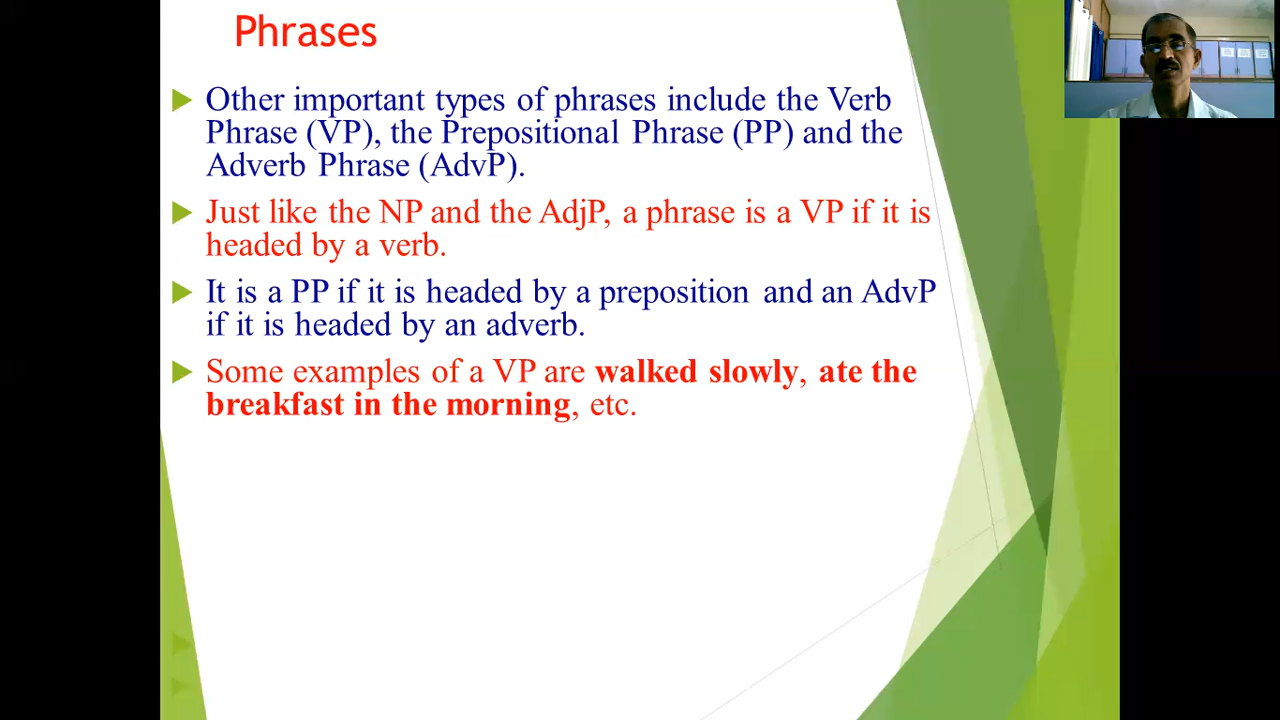 Phrases
Other important types of phrases include the Verb
Phrase (VP), the Prepositional Phrase (PP) and the
Adverb Phrase (AdvP).
Just like the NP and the AdjP, a phrase is a VP if it is
headed by a verb.
It is a PP if it is headed by a preposition and an AdvP
if it is headed by an adverb.
Some examples of a VP are walked slowly, ate the
breakfast in the morning, etc.